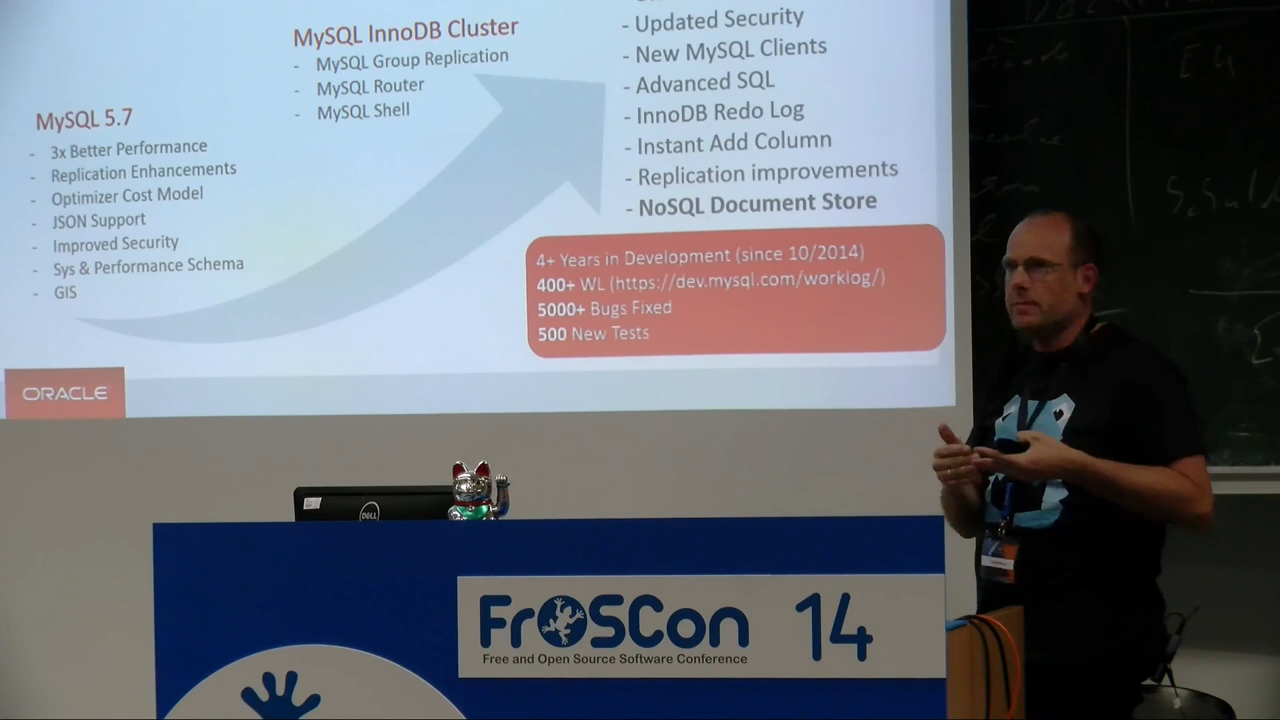 MySQL 5.7
- 3x Better Performance
- Replication Enhancements
- Optimizer Cost Model
- JSON Support
- Improved Security
- Sys & Performance Schema
- GIS
MySQL InnoDB Cluster
- MySQL Group Replication
- MySQL Router
- MySQL Shell
- Updated Security
- New MySQL Clients
- Advanced SQL
- InnoDB Redo Log
- Instant Add Column
- Replication improvements
- NoSQL Document Store
4+ Years in Development (since 10/2014)
400+ WL (https://dev.mysql.com/worklog/)
5000+ Bugs Fixed
500 New Tests
ORACLE
DELL
FrOSCon 14
Free and Open Source Software Conference